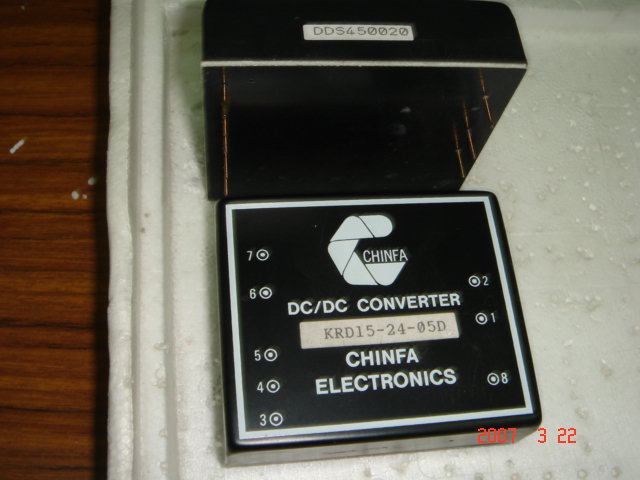 DDS450020
CHINFA
7
6
2
DC/DC CONVERTER
1
KRD15-24-05D
5
CHINFA
4
ELECTRONICS
8
3
2007 3 22